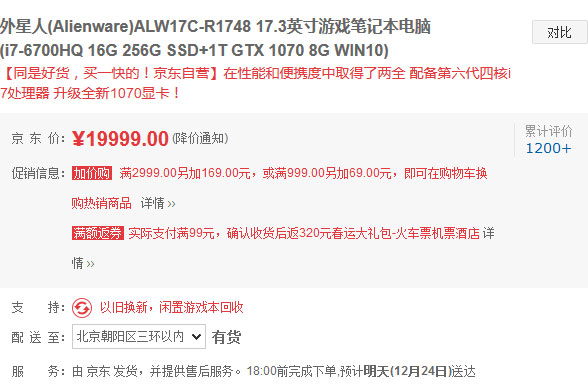 外星人(Alienware)ALW17C-R1748 17.3英寸游戏笔记本电脑
(i7-6700HQ 16G 256G SSD+1T GTX 1070 8G WIN10)
对比
【同是好货，买一快的！京东自营】在性能和便携度中取得了两全 配备第六代四核i
7处理器 升级全新1070显卡！
京 东 价： ¥19999.00 (降价通知)
累计评价
1200+
促销信息： 加价购 满2999.00另加169.00元，或满999.00另加69.00元，即可在购物车换
购热销商品 详情 ››
满额返券 实际支付满99元，确认收货后返320元春运大礼包-火车票机票酒店 详
情 ››
支 持： 以旧换新，闲置游戏本回收
配 送 至： 北京朝阳区三环以内 有货
服 务： 由 京东 发货，并提供售后服务。18:00前完成下单,预计明天(12月24日)送达